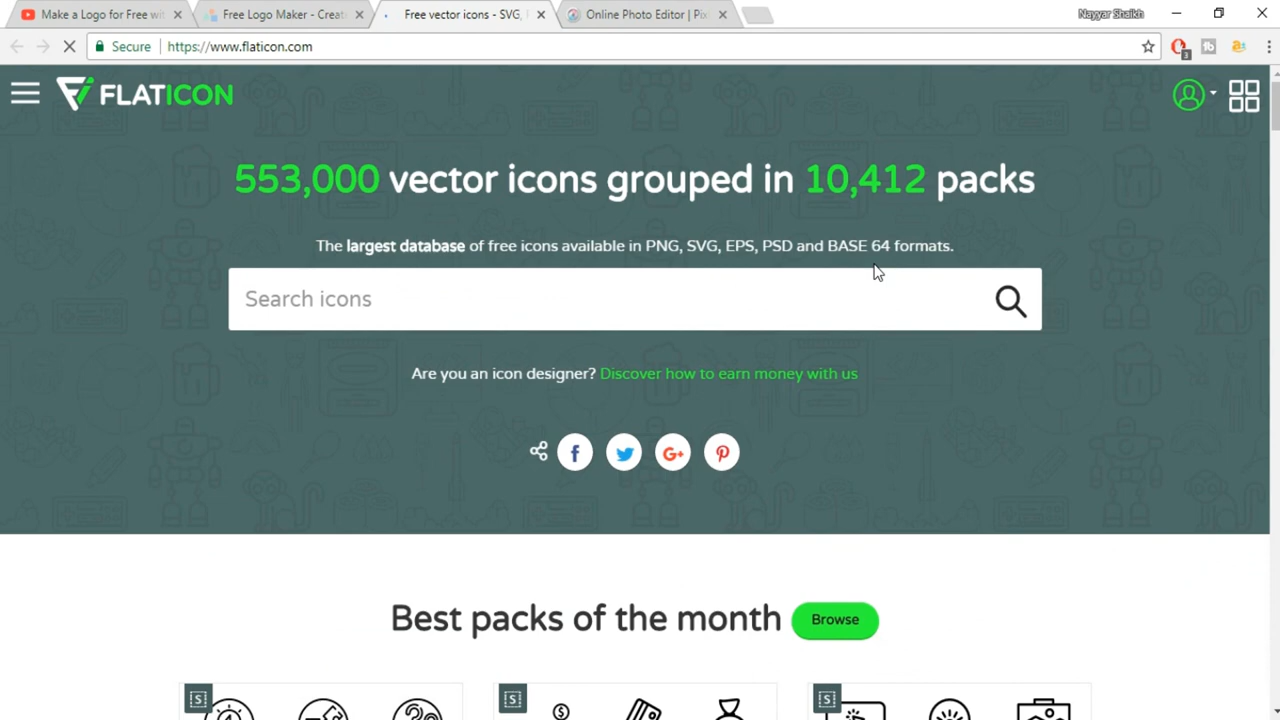 Make a Logo for Free wi
Free Logo Maker - Creat
Free vector icons - SVG,
Online Photo Editor | Pix
Nayyar Shaikh
Secure
https://www.flaticon.com
3
FLATICON
553,000 vector icons grouped in 10,412 packs
The largest database of free icons available in PNG, SVG, EPS, PSD and BASE 64 formats.
Search icons
Are you an icon designer? Discover how to earn money with us
Best packs of the month
Browse
S
S
S